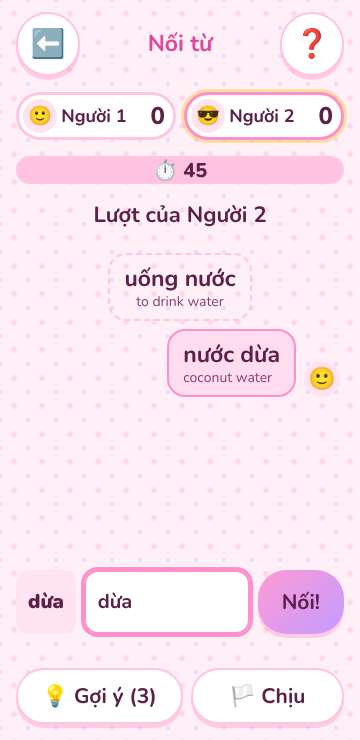 Nối từ
Người 1 0
Người 2 0
45
Lượt của Người 2
uống nước
to drink water
nước dừa
coconut water
dừa
dừa
Nối!
Gợi ý (3)
Chịu